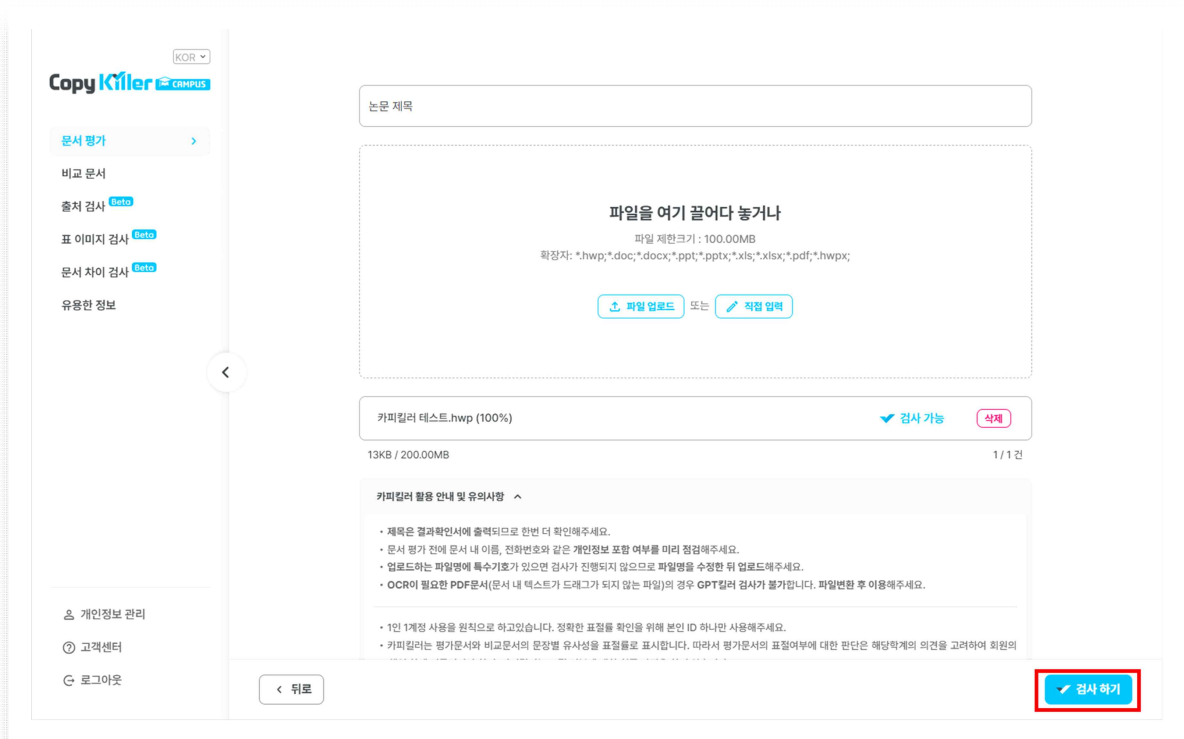 KOR
Copy Killer CAMPUS
문서 평가
비교 문서
출처 검사 Beta
표 이미지 검사 Beta
문서 차이 검사 Beta
유용한 정보
개인정보 관리
고객센터
로그아웃
논문 제목
파일을 여기 끌어다 놓거나
파일 제한크기 : 100.00MB
확장자: *.hwp;*.doc;*.docx;*.ppt;*.pptx;*.xls;*.xlsx;*.pdf;*.hwpx;
파일 업로드 또는 직접 입력
카피킬러 테스트.hwp (100%) 검사 가능 삭제
13KB / 200.00MB 1 / 1 건
카피킬러 활용 안내 및 유의사항
• 제목은 결과확인서에 출력되므로 한번 더 확인해주세요.
• 문서 평가 전에 문서 내 이름, 전화번호와 같은 개인정보 포함 여부를 미리 점검해주세요.
• 업로드하는 파일명에 특수기호가 있으면 검사가 진행되지 않으므로 파일명을 수정한 뒤 업로드해주세요.
• OCR이 필요한 PDF문서(문서 내 텍스트가 드래그가 되지 않는 파일)의 경우 GPT킬러 검사가 불가합니다. 파일변환 후 이용해주세요.
• 1인 1계정 사용을 원칙으로 하고있습니다. 정확한 표절률 확인을 위해 본인 ID 하나만 사용해주세요.
• 카피킬러는 평가문서와 비교문서의 문장별 유사성을 표절률로 표시합니다. 따라서 평가문서의 표절여부에 대한 판단은 해당학계의 의견을 고려하여 회원의
뒤로
검사 하기